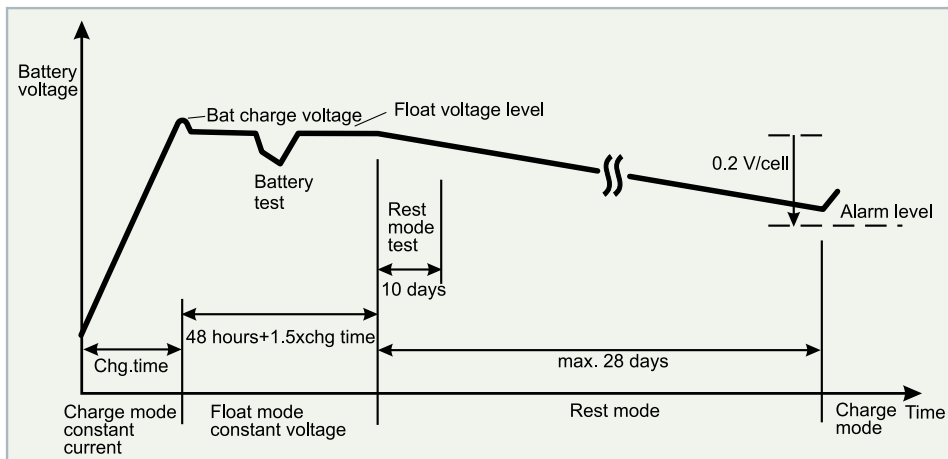 Battery
voltage
Bat charge voltage
Float voltage level
Battery
test
0.2 V/cell
Alarm level
Rest
mode
test
10 days
48 hours+1.5xchg time
Chg.time
max. 28 days
Charge mode
constant
current
Float mode
constant voltage
Rest mode
Charge
mode
Time